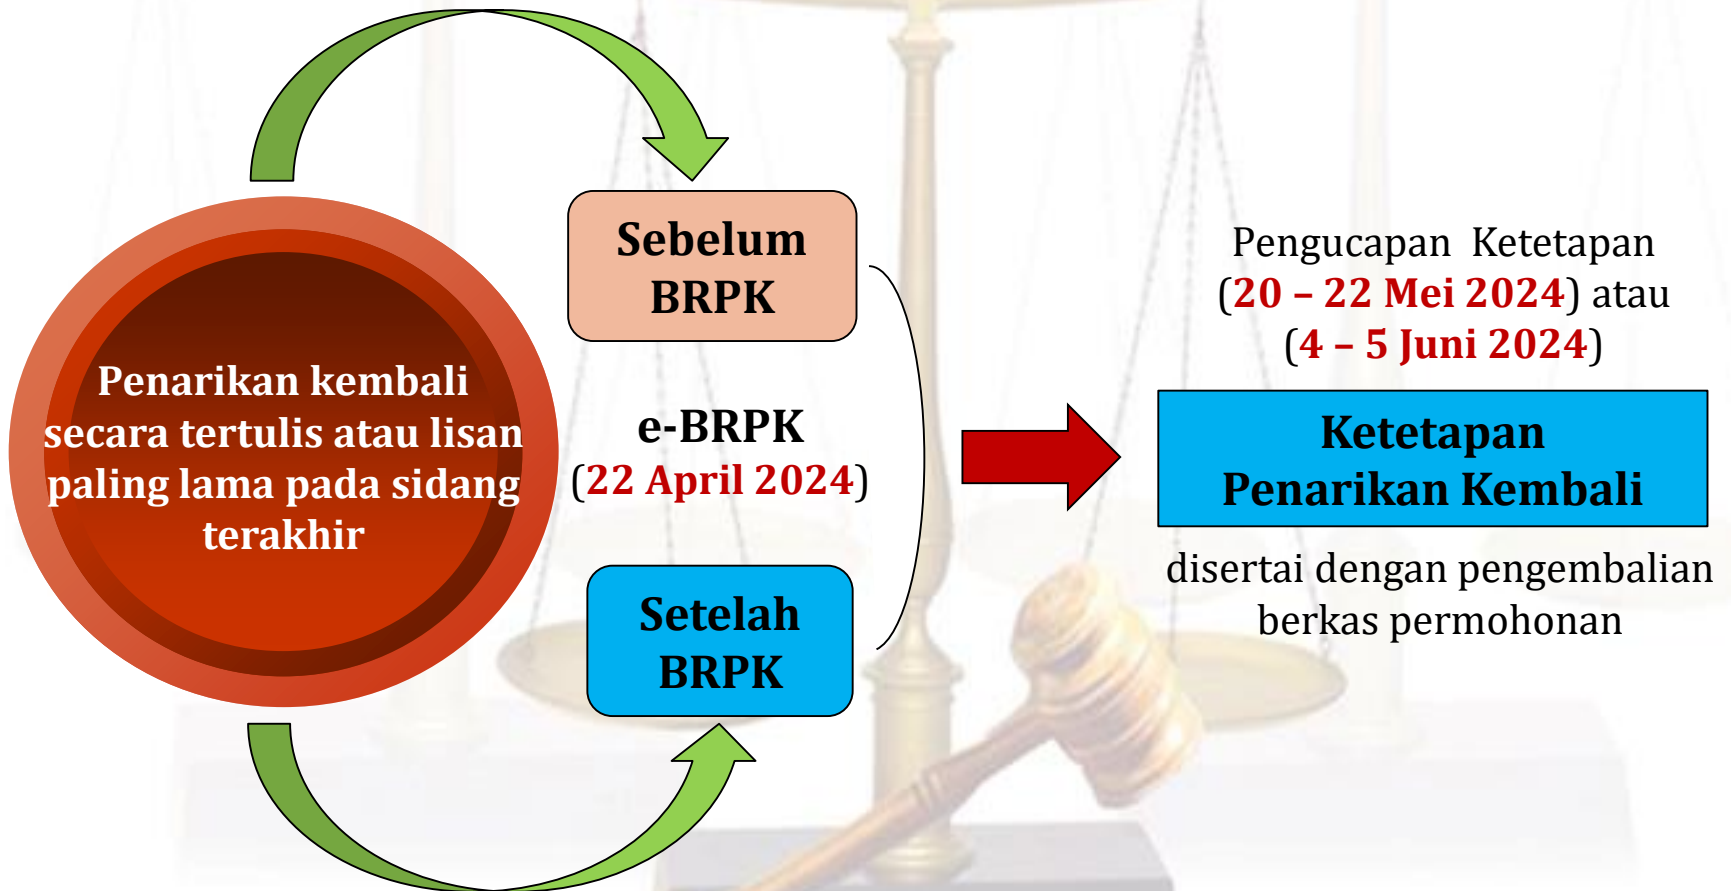 Penarikan kembali
secara tertulis atau lisan
paling lama pada sidang
terakhir
Sebelum
BRPK
e-BRPK
(22 April 2024)
Setelah
BRPK
Pengucapan Ketetapan
(20 – 22 Mei 2024) atau
(4 – 5 Juni 2024)
Ketetapan
Penarikan Kembali
disertai dengan pengembalian
berkas permohonan